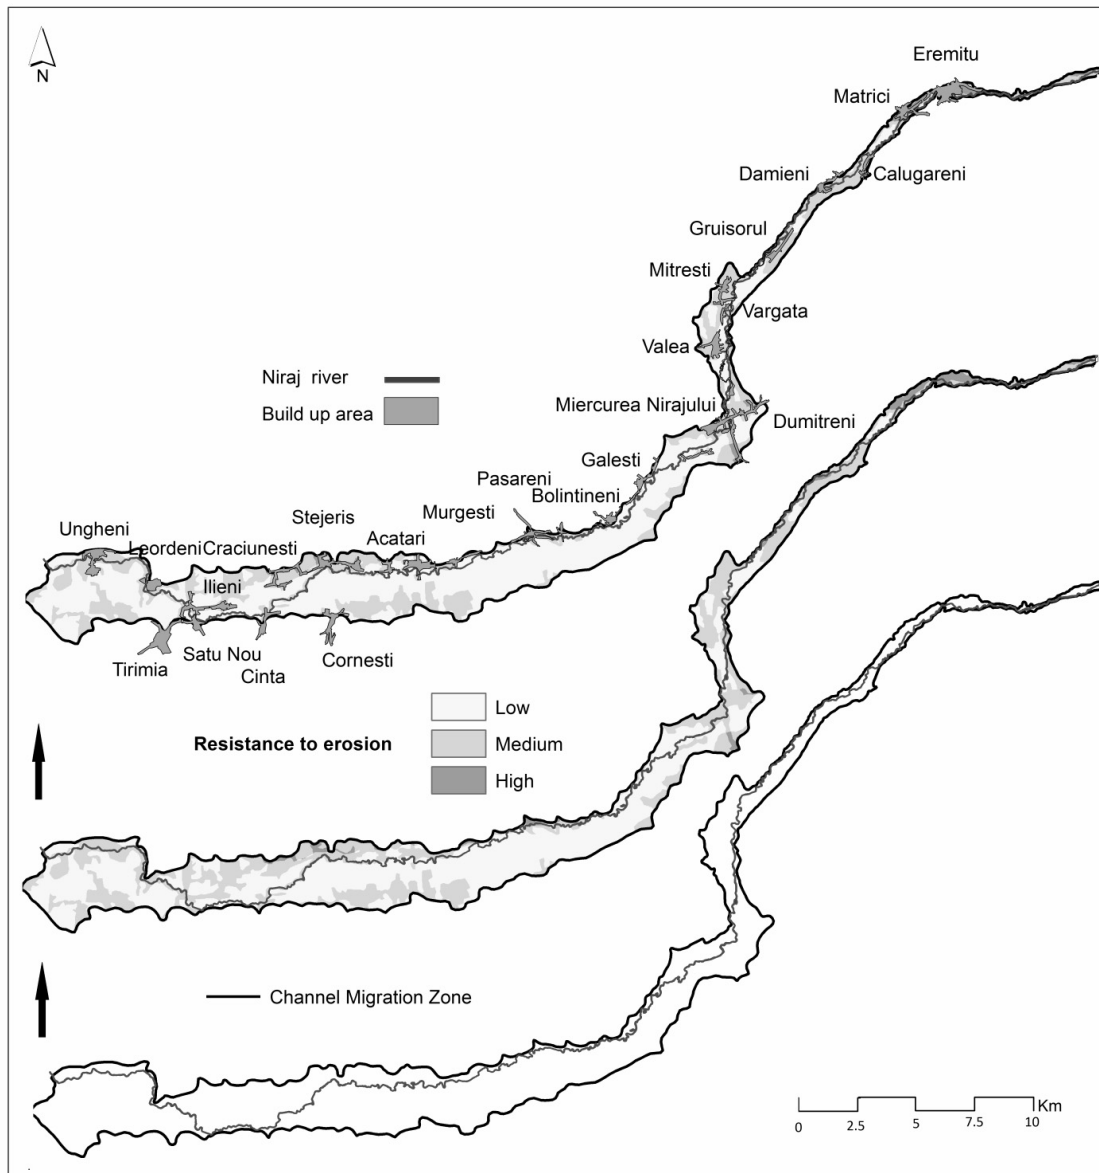 N
Eremitu
Matrici
Damieni
Calugareni
Gruisorul
Mitresti
Vargata
Valea
Niraj river
Build up area
Miercurea Nirajului
Dumitreni
Galesti
Pasareni
Bolintineni
Murgesti
Stejeris
Acatari
Ungheni
Leordeni
Craciunesti
Ilieni
Tirimia
Satu Nou
Cinta
Cornesti
Resistance to erosion
Low
Medium
High
Channel Migration Zone
Km
0 2.5 5 7.5 10